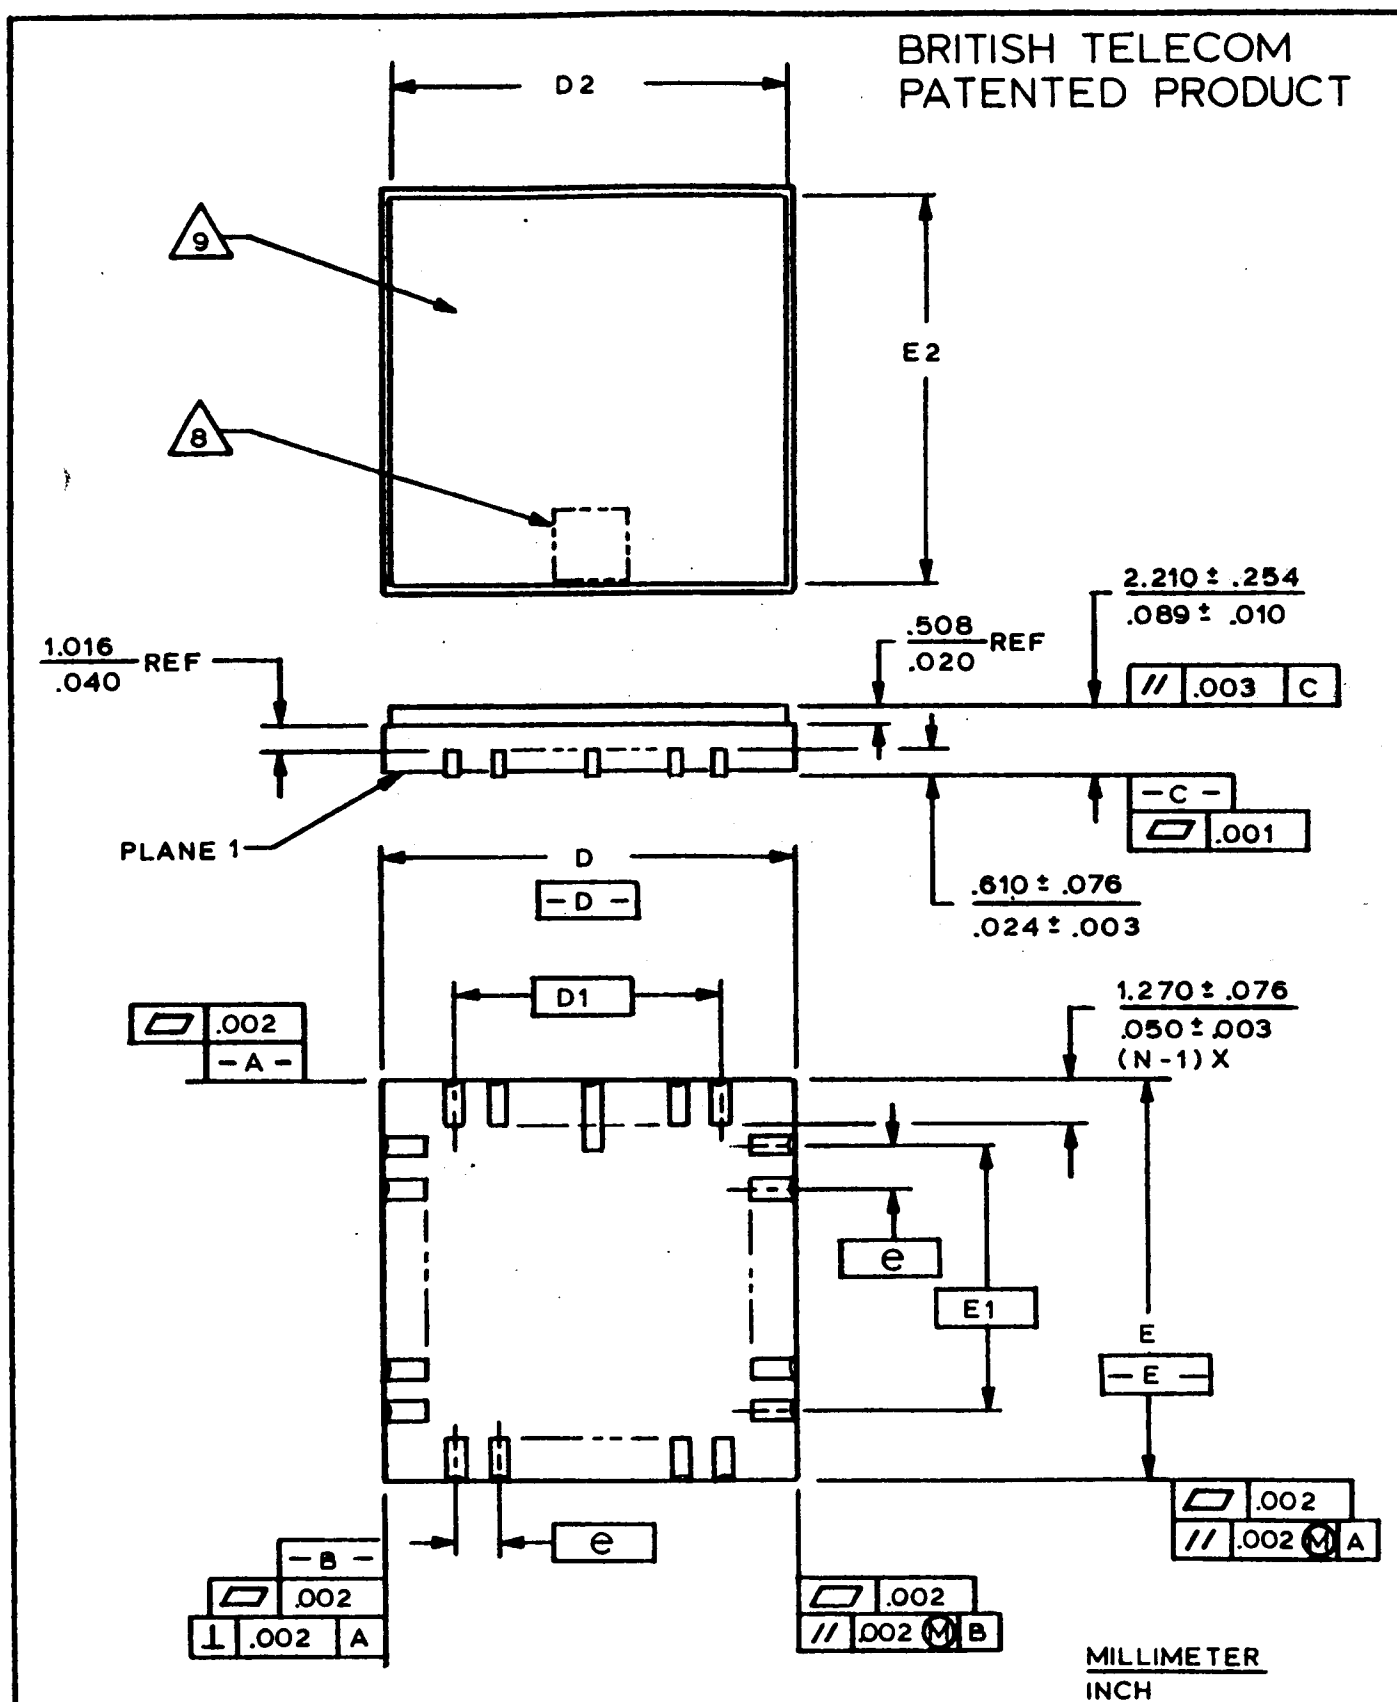 BRITISH TELECOM
PATENTED PRODUCT
D2
9
E2
8
2.210 ± .254
.089 ± .010
.508
.020
REF
1.016
.040
REF
// .003 C
- C -
.001
PLANE 1
D
- D -
.610 ± .076
.024 ± .003
D1
1.270 ± .076
.050 ± .003
(N-1) X
.002
- A -
e
E1
E
- E -
.002
// .002 Ⓜ A
e
- B -
.002
⊥ .002 A
.002
// .002 Ⓜ B
MILLIMETER
INCH